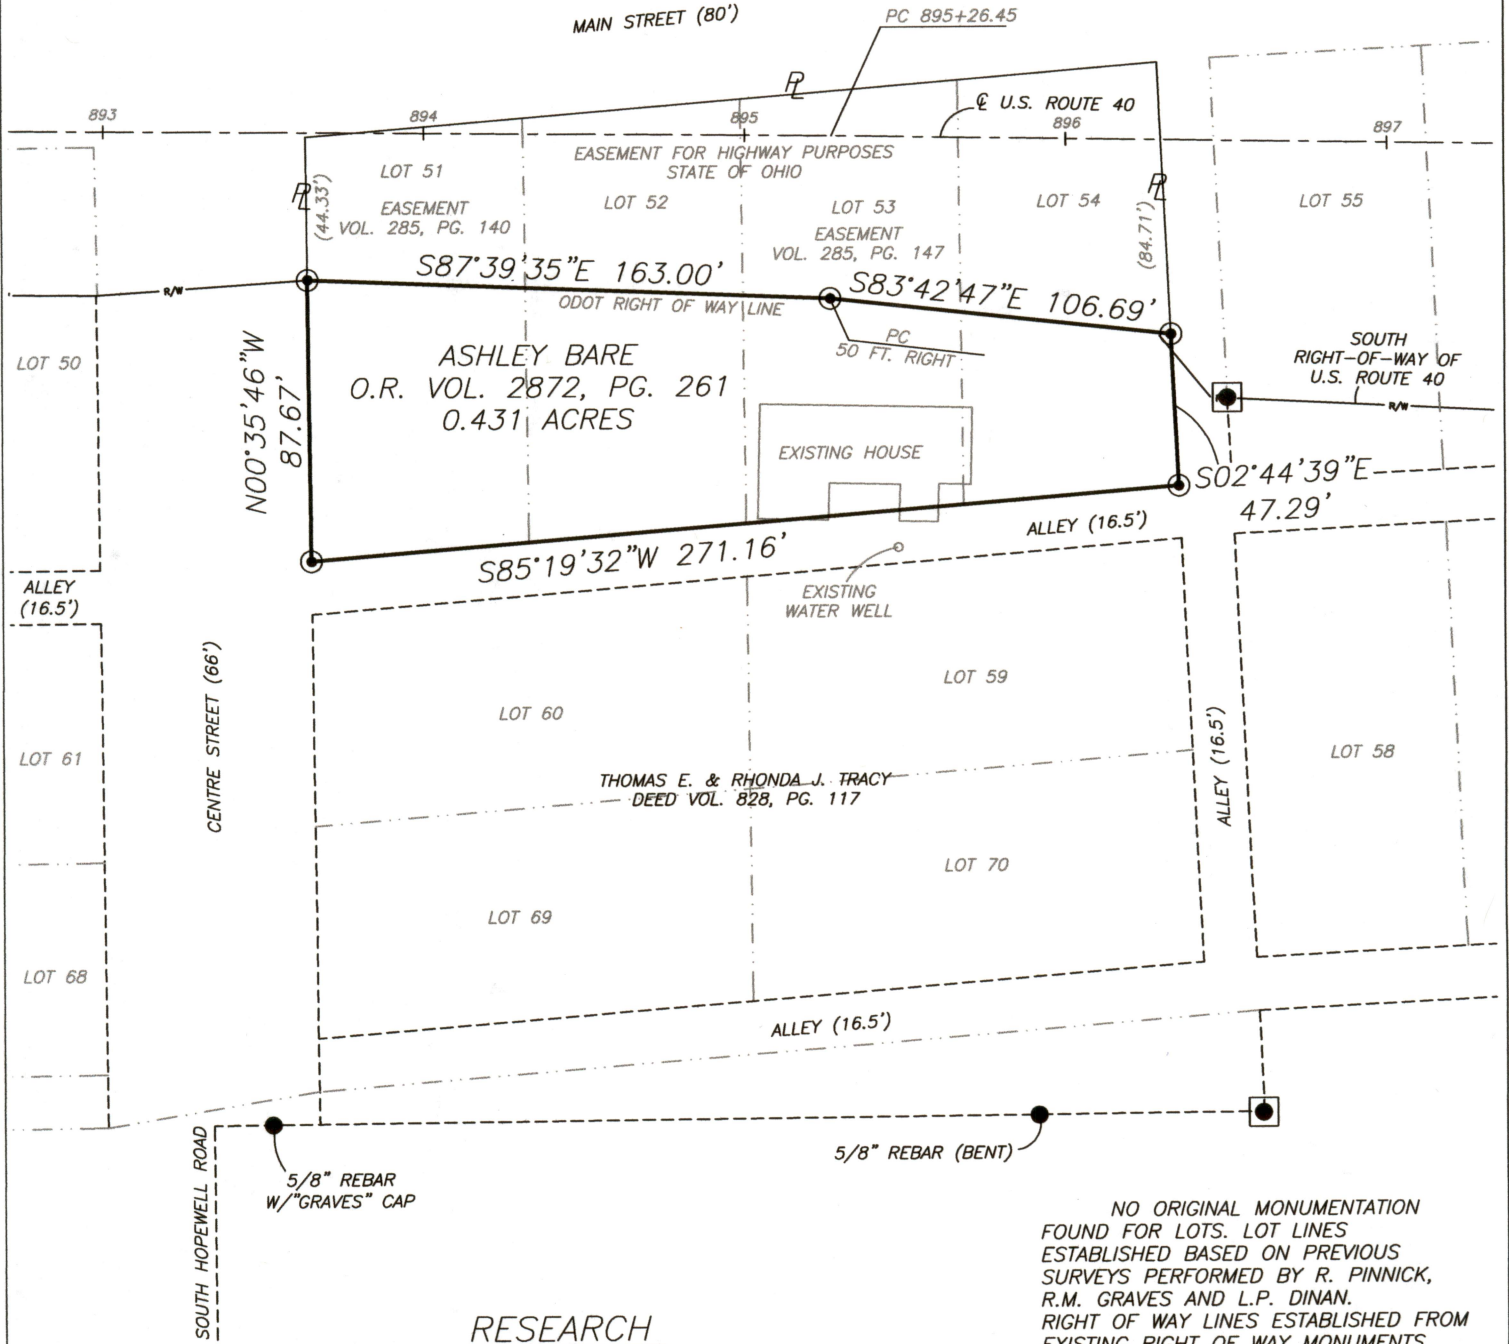 MAIN STREET (80')
PC 895+26.45
℄ U.S. ROUTE 40
893
894
895
896
897
PL
PL
PL
EASEMENT FOR HIGHWAY PURPOSES
STATE OF OHIO
LOT 51
LOT 52
LOT 53
LOT 54
LOT 55
(44.33')
EASEMENT
VOL. 285, PG. 140
EASEMENT
VOL. 285, PG. 147
(84.71')
S87°39'35"E 163.00'
S83°42'47"E 106.69'
R/W
ODOT RIGHT OF WAY LINE
PC
50 FT. RIGHT
LOT 50
N00°35'46"W
87.67'
ASHLEY BARE
O.R. VOL. 2872, PG. 261
0.431 ACRES
SOUTH
RIGHT-OF-WAY OF
U.S. ROUTE 40
R/W
EXISTING HOUSE
S02°44'39"E
47.29'
ALLEY (16.5')
S85°19'32"W 271.16'
ALLEY
(16.5')
EXISTING
WATER WELL
CENTRE STREET (66')
LOT 59
LOT 60
LOT 61
ALLEY (16.5')
LOT 58
THOMAS E. & RHONDA J. TRACY
DEED VOL. 828, PG. 117
LOT 70
LOT 69
LOT 68
ALLEY (16.5')
SOUTH HOPEWELL ROAD
5/8" REBAR
W/"GRAVES" CAP
5/8" REBAR (BENT)
NO ORIGINAL MONUMENTATION
FOUND FOR LOTS. LOT LINES
ESTABLISHED BASED ON PREVIOUS
SURVEYS PERFORMED BY R. PINNICK,
R.M. GRAVES AND L.P. DINAN.
RIGHT OF WAY LINES ESTABLISHED FROM
EXISTING RIGHT OF WAY MONUMENTS
RESEARCH